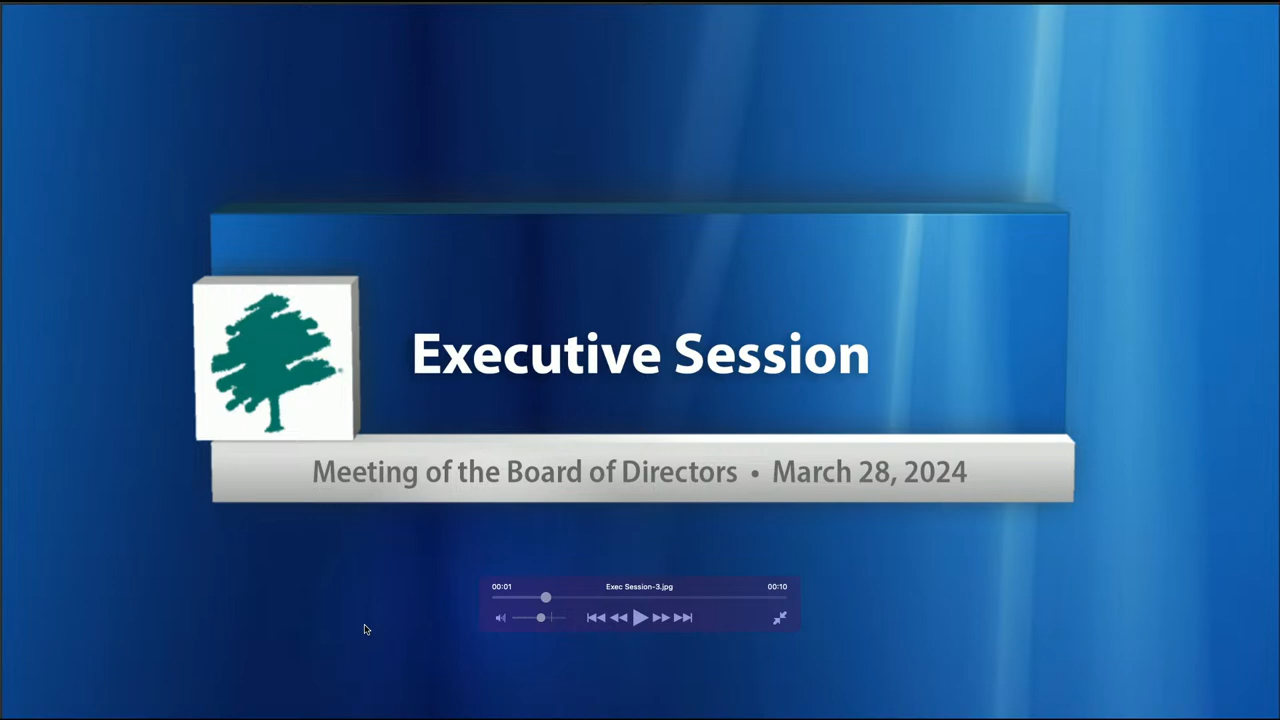 Executive Session
Meeting of the Board of Directors • March 28, 2024
00:01 Exec Session-3.jpg 00:10